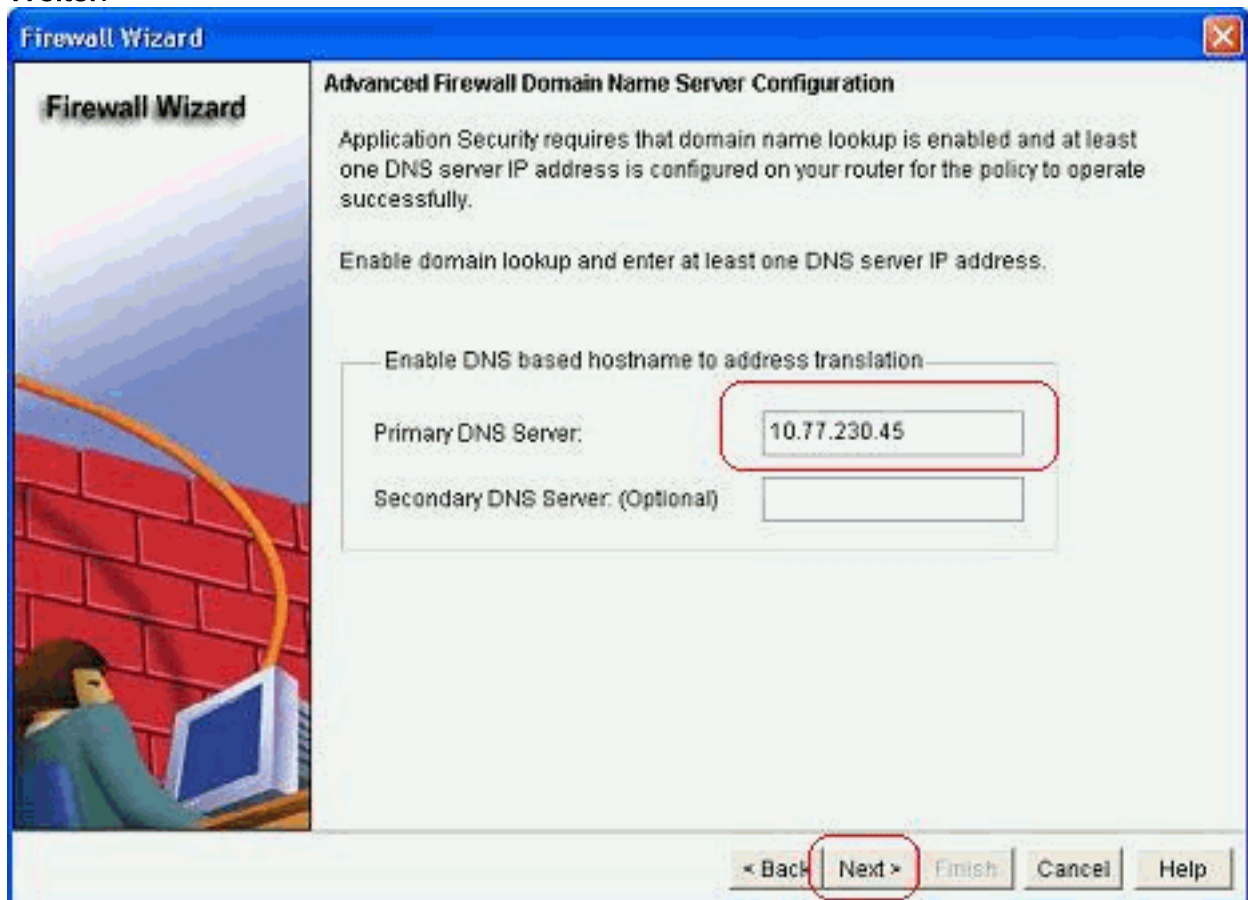 Firewall Wizard
Firewall Wizard
Advanced Firewall Domain Name Server Configuration
Application Security requires that domain name lookup is enabled and at least
one DNS server IP address is configured on your router for the policy to operate
successfully.
Enable domain lookup and enter at least one DNS server IP address.
Enable DNS based hostname to address translation
Primary DNS Server:
10.77.230.45
Secondary DNS Server: (Optional)
< Back
Next >
Finish
Cancel
Help